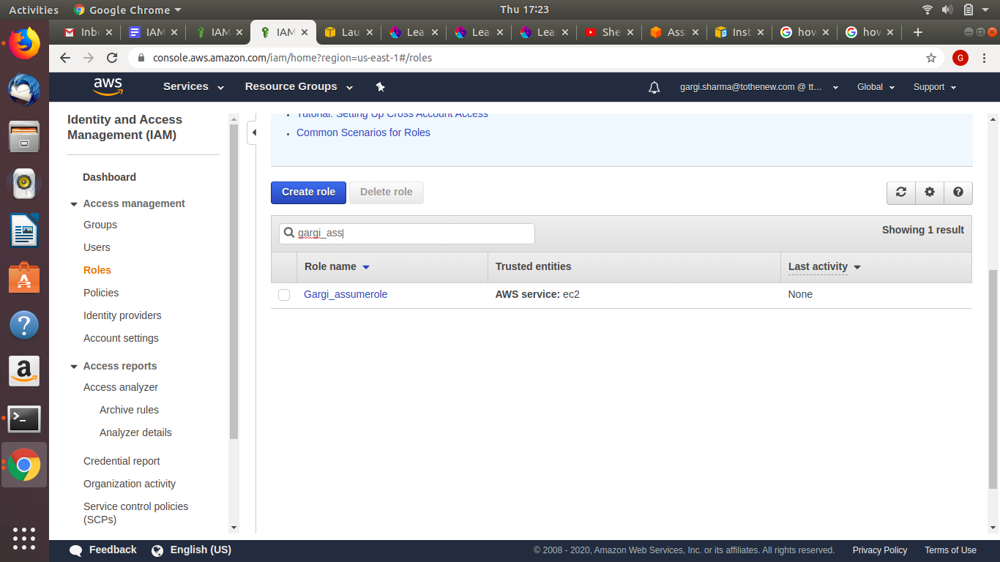 Activities Google Chrome Thu 17:23
Inb IAM IAM IAM Lau Lea Lea Lea She Ass Inst how how
console.aws.amazon.com/iam/home?region=us-east-1#/roles G
aws Services Resource Groups gargi.sharma@tothenew.com @ tt... Global Support
Identity and Access
Management (IAM)
Dashboard
Access management
Groups
Users
Roles
Policies
Identity providers
Account settings
Access reports
Access analyzer
Archive rules
Analyzer details
Credential report
Organization activity
Service control policies
(SCPs)
Tutorial: Setting Up Cross Account Access
Common Scenarios for Roles
Create role Delete role
gargi_ass Showing 1 result
Role name Trusted entities Last activity
Gargi_assumerole AWS service: ec2 None
Feedback English (US) © 2008 - 2020, Amazon Web Services, Inc. or its affiliates. All rights reserved. Privacy Policy Terms of Use